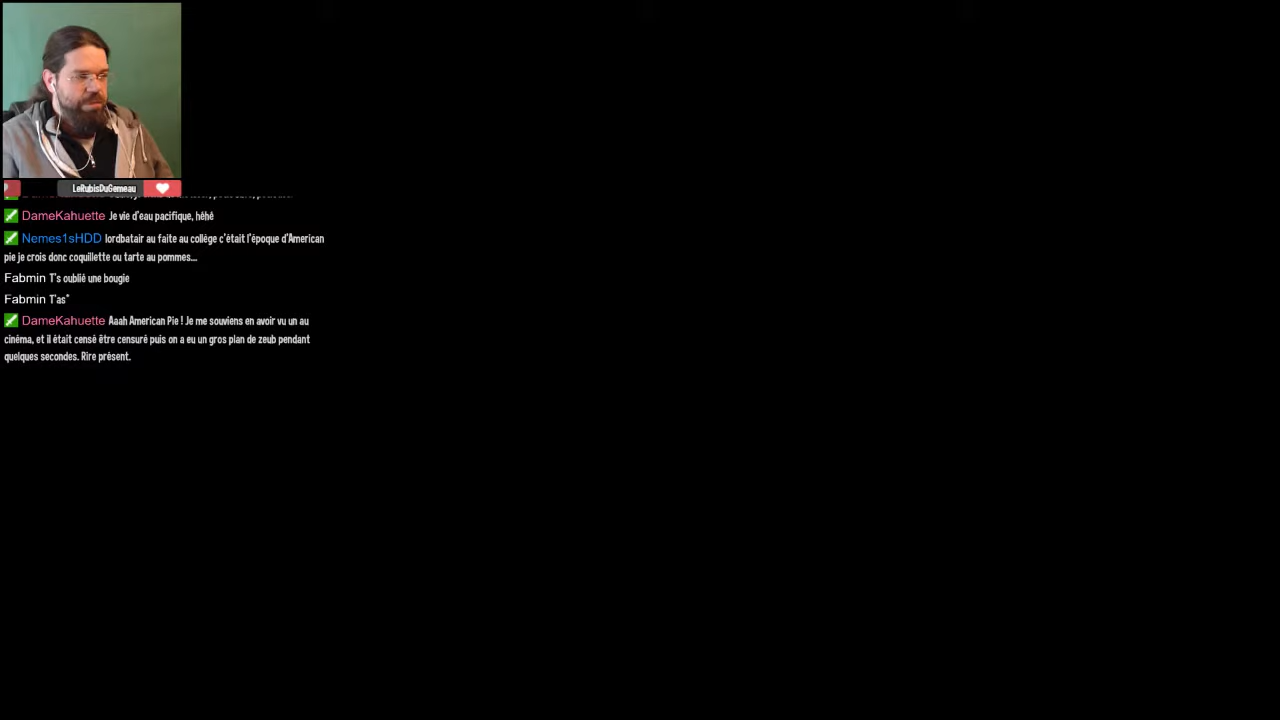 LeRubisDuGemeau
DameKahuette Je vie d'eau pacifique, héhé
Nemes1sHDD lordbatair au faite au collège c'était l'époque d'American
pie je crois donc coquillette ou tarte au pommes...
Fabmin T's oublié une bougie
Fabmin T'as*
DameKahuette Aaah American Pie ! Je me souviens en avoir vu un au
cinéma, et il était censé être censuré puis on a eu un gros plan de zeub pendant
quelques secondes. Rire présent.